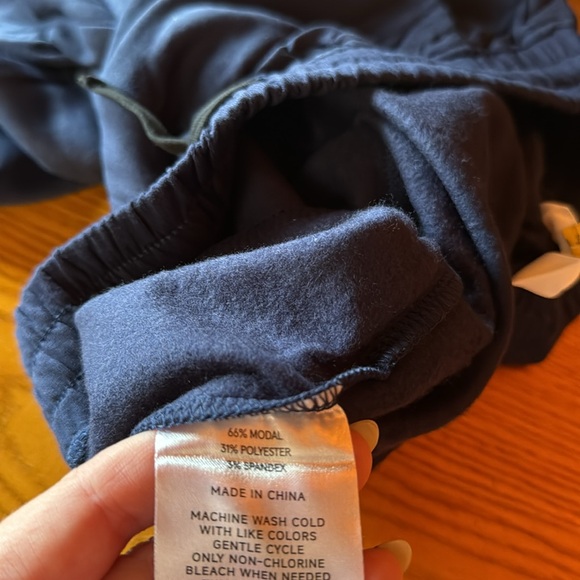 66% MODAL
31% POLYESTER
3% SPANDEX
MADE IN CHINA
MACHINE WASH COLD
WITH LIKE COLORS
GENTLE CYCLE
ONLY NON-CHLORINE
BLEACH WHEN NEEDED